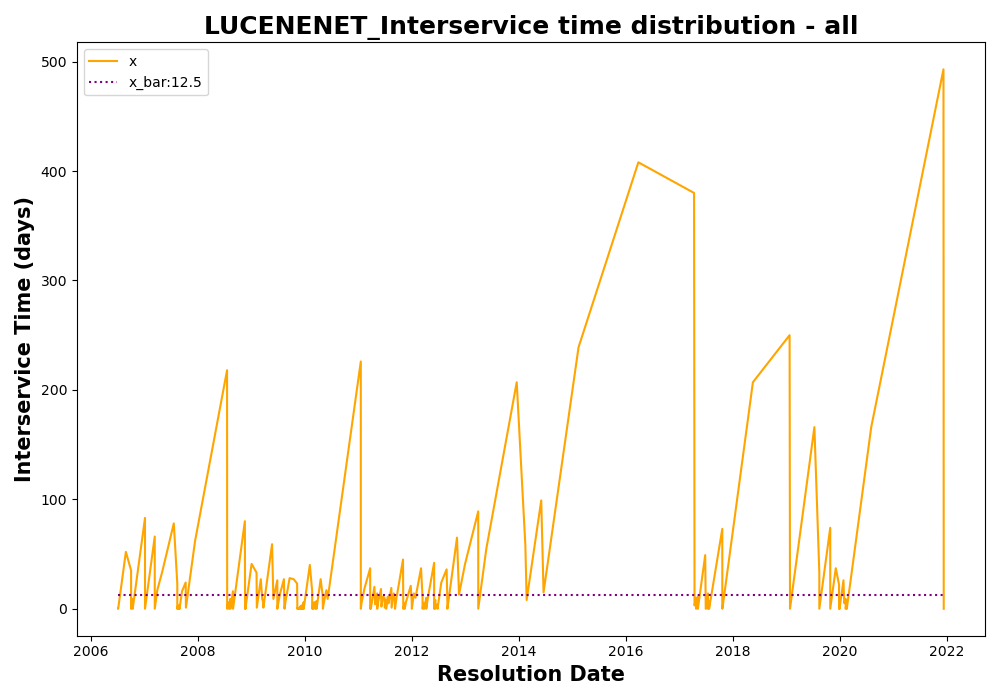 LUCENENET_Interservice time distribution - all
x
x_bar:12.5
Interservice Time (days)
500
400
300
200
100
0
2006 2008 2010 2012 2014 2016 2018 2020 2022
Resolution Date